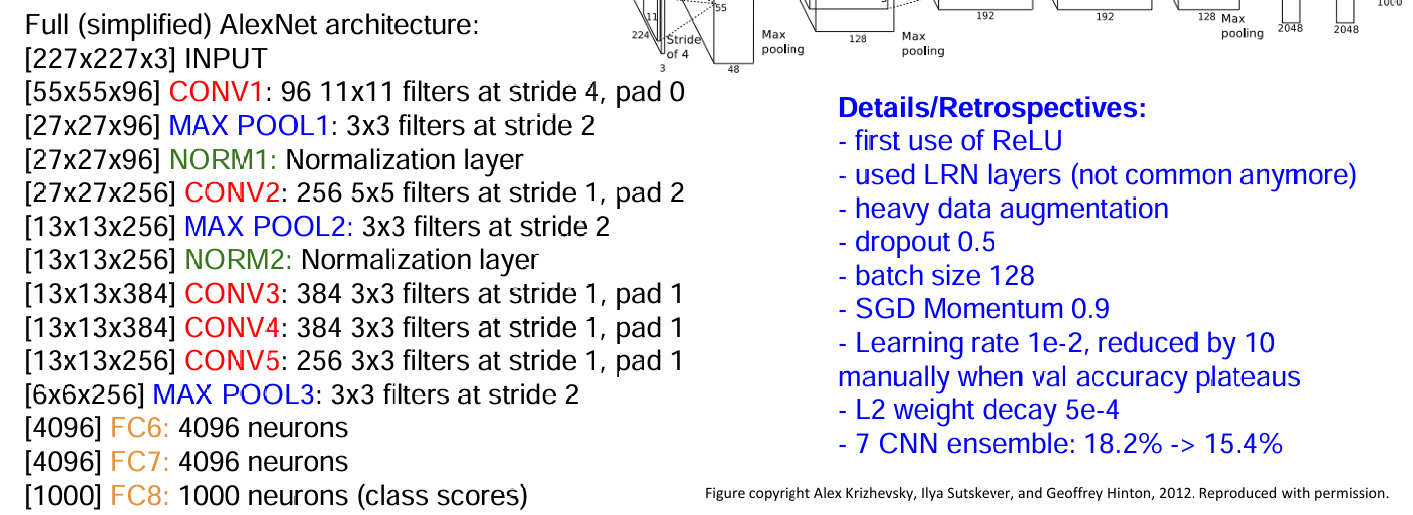 Full (simplified) AlexNet architecture:
[227x227x3] INPUT
[55x55x96] CONV1: 96 11x11 filters at stride 4, pad 0
[27x27x96] MAX POOL1: 3x3 filters at stride 2
[27x27x96] NORM1: Normalization layer
[27x27x256] CONV2: 256 5x5 filters at stride 1, pad 2
[13x13x256] MAX POOL2: 3x3 filters at stride 2
[13x13x256] NORM2: Normalization layer
[13x13x384] CONV3: 384 3x3 filters at stride 1, pad 1
[13x13x384] CONV4: 384 3x3 filters at stride 1, pad 1
[13x13x256] CONV5: 256 3x3 filters at stride 1, pad 1
[6x6x256] MAX POOL3: 3x3 filters at stride 2
[4096] FC6: 4096 neurons
[4096] FC7: 4096 neurons
[1000] FC8: 1000 neurons (class scores)
11
55
224
Stride
of 4
3
48
Max
pooling
128
Max
pooling
192
192
128
Max
pooling
2048
2048
1000
Details/Retrospectives:
- first use of ReLU
- used LRN layers (not common anymore)
- heavy data augmentation
- dropout 0.5
- batch size 128
- SGD Momentum 0.9
- Learning rate 1e-2, reduced by 10
manually when val accuracy plateaus
- L2 weight decay 5e-4
- 7 CNN ensemble: 18.2% -> 15.4%
Figure copyright Alex Krizhevsky, Ilya Sutskever, and Geoffrey Hinton, 2012. Reproduced with permission.